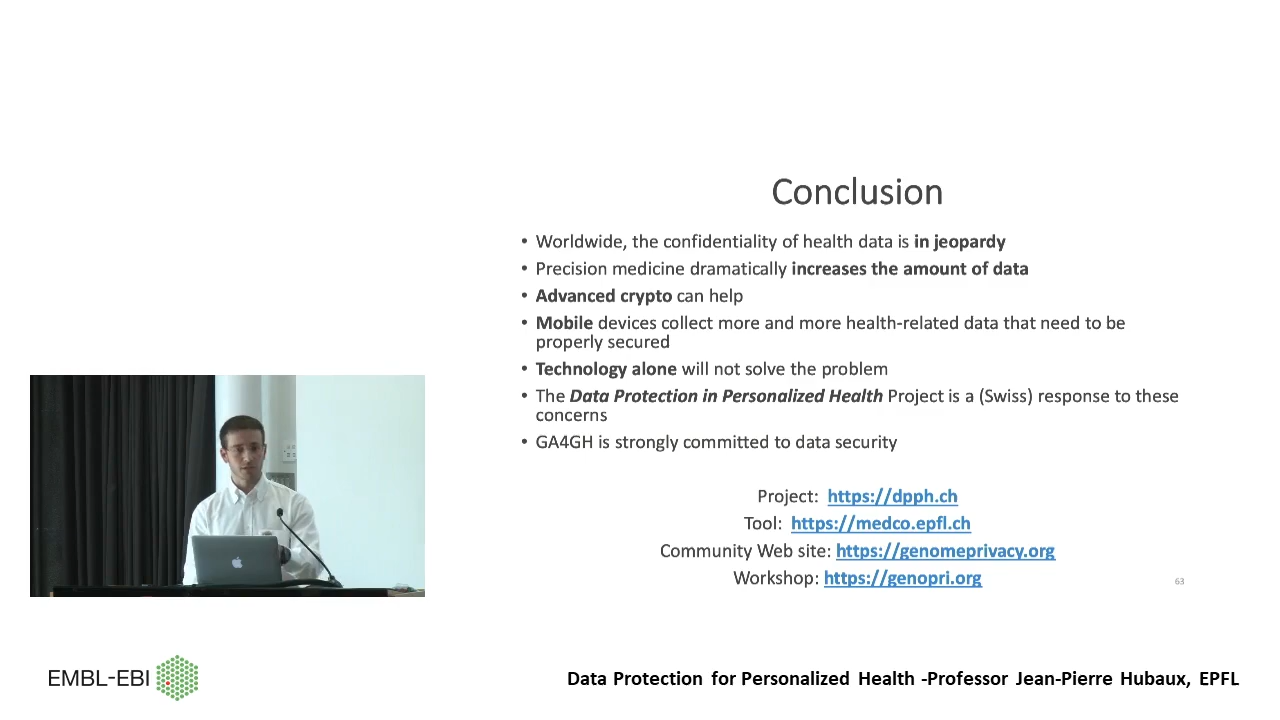 Conclusion
• Worldwide, the confidentiality of health data is in jeopardy
• Precision medicine dramatically increases the amount of data
• Advanced crypto can help
• Mobile devices collect more and more health-related data that need to be
properly secured
• Technology alone will not solve the problem
• The Data Protection in Personalized Health Project is a (Swiss) response to these
concerns
• GA4GH is strongly committed to data security
Project: https://dpph.ch
Tool: https://medco.epfl.ch
Community Web site: https://genomeprivacy.org
Workshop: https://genopri.org
63
EMBL-EBI
Data Protection for Personalized Health -Professor Jean-Pierre Hubaux, EPFL